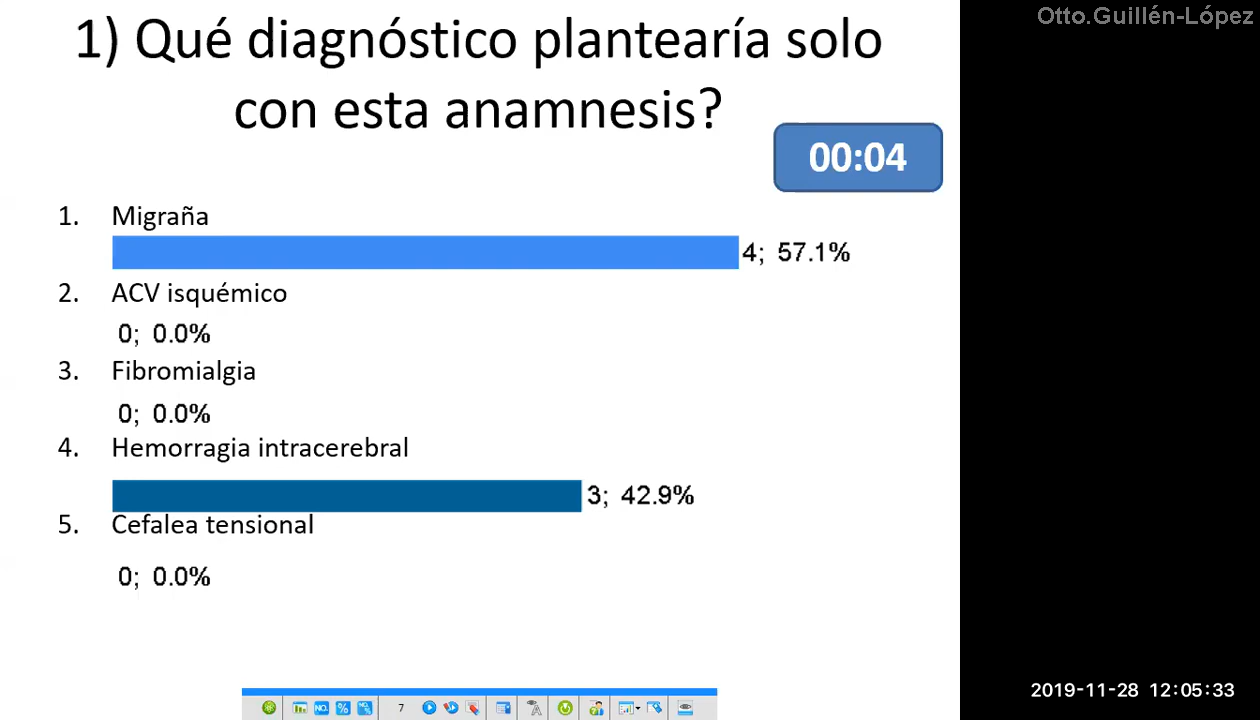 Otto.Guillén-López
1) Qué diagnóstico plantearía solo
con esta anamnesis?
00:04
1. Migraña
4; 57.1%
2. ACV isquémico
0; 0.0%
3. Fibromialgia
0; 0.0%
4. Hemorragia intracerebral
3; 42.9%
5. Cefalea tensional
0; 0.0%
NO. % 7
2019-11-28 12:05:33